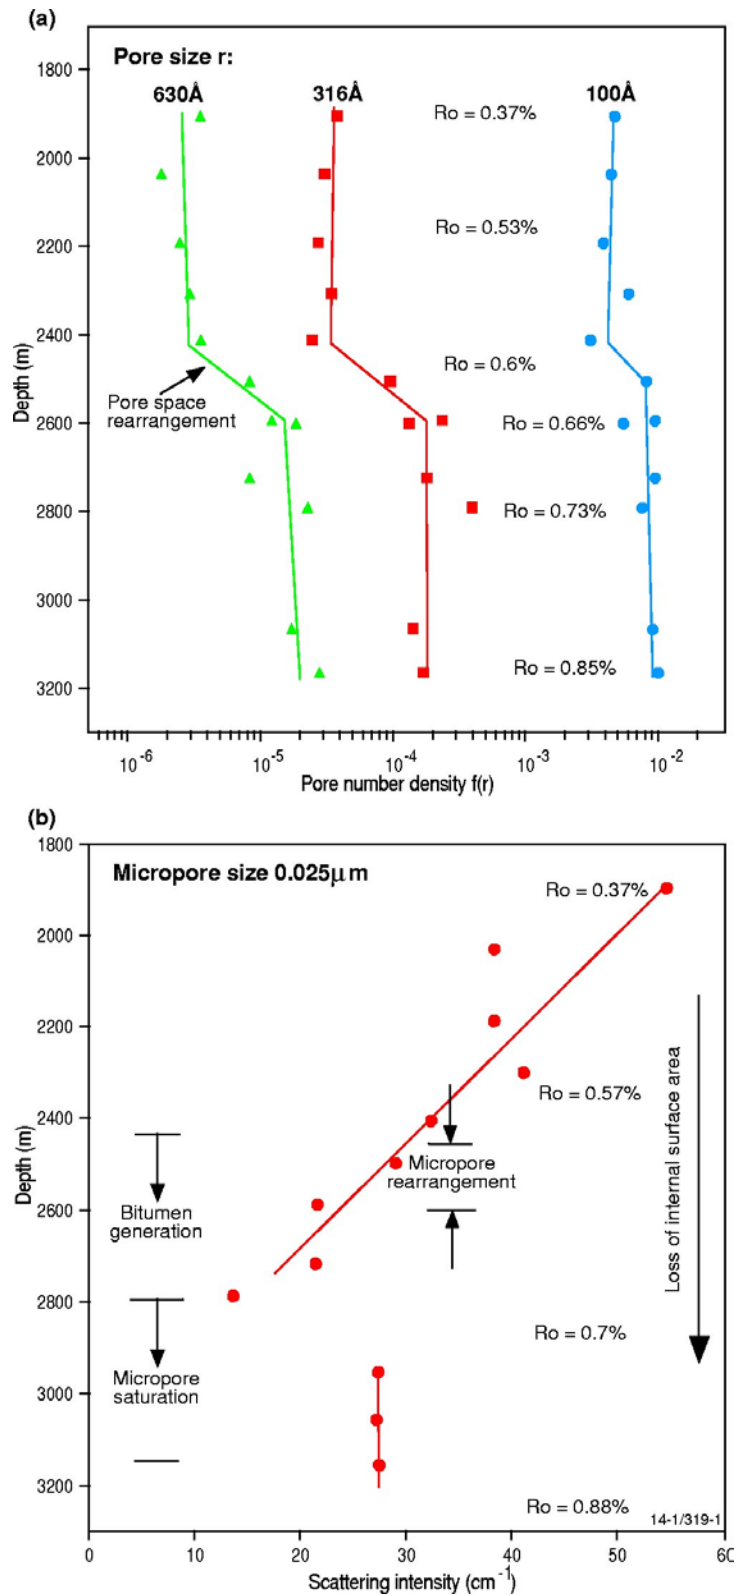 (a)
Pore size r:
630Å
316Å
100Å
Ro = 0.37%
Ro = 0.53%
Ro = 0.6%
Ro = 0.66%
Ro = 0.73%
Ro = 0.85%
Pore space
rearrangement
Depth (m)
1800
2000
2200
2400
2600
2800
3000
3200
10-6
10-5
10-4
10-3
10-2
Pore number density f(r)
(b)
Micropore size 0.025µm
Ro = 0.37%
Ro = 0.57%
Ro = 0.7%
Ro = 0.88%
Micropore
rearrangement
Bitumen
generation
Micropore
saturation
Loss of internal surface area
Depth (m)
1800
2000
2200
2400
2600
2800
3000
3200
14-1/319-1
0
10
20
30
40
50
60
Scattering intensity (cm-1)